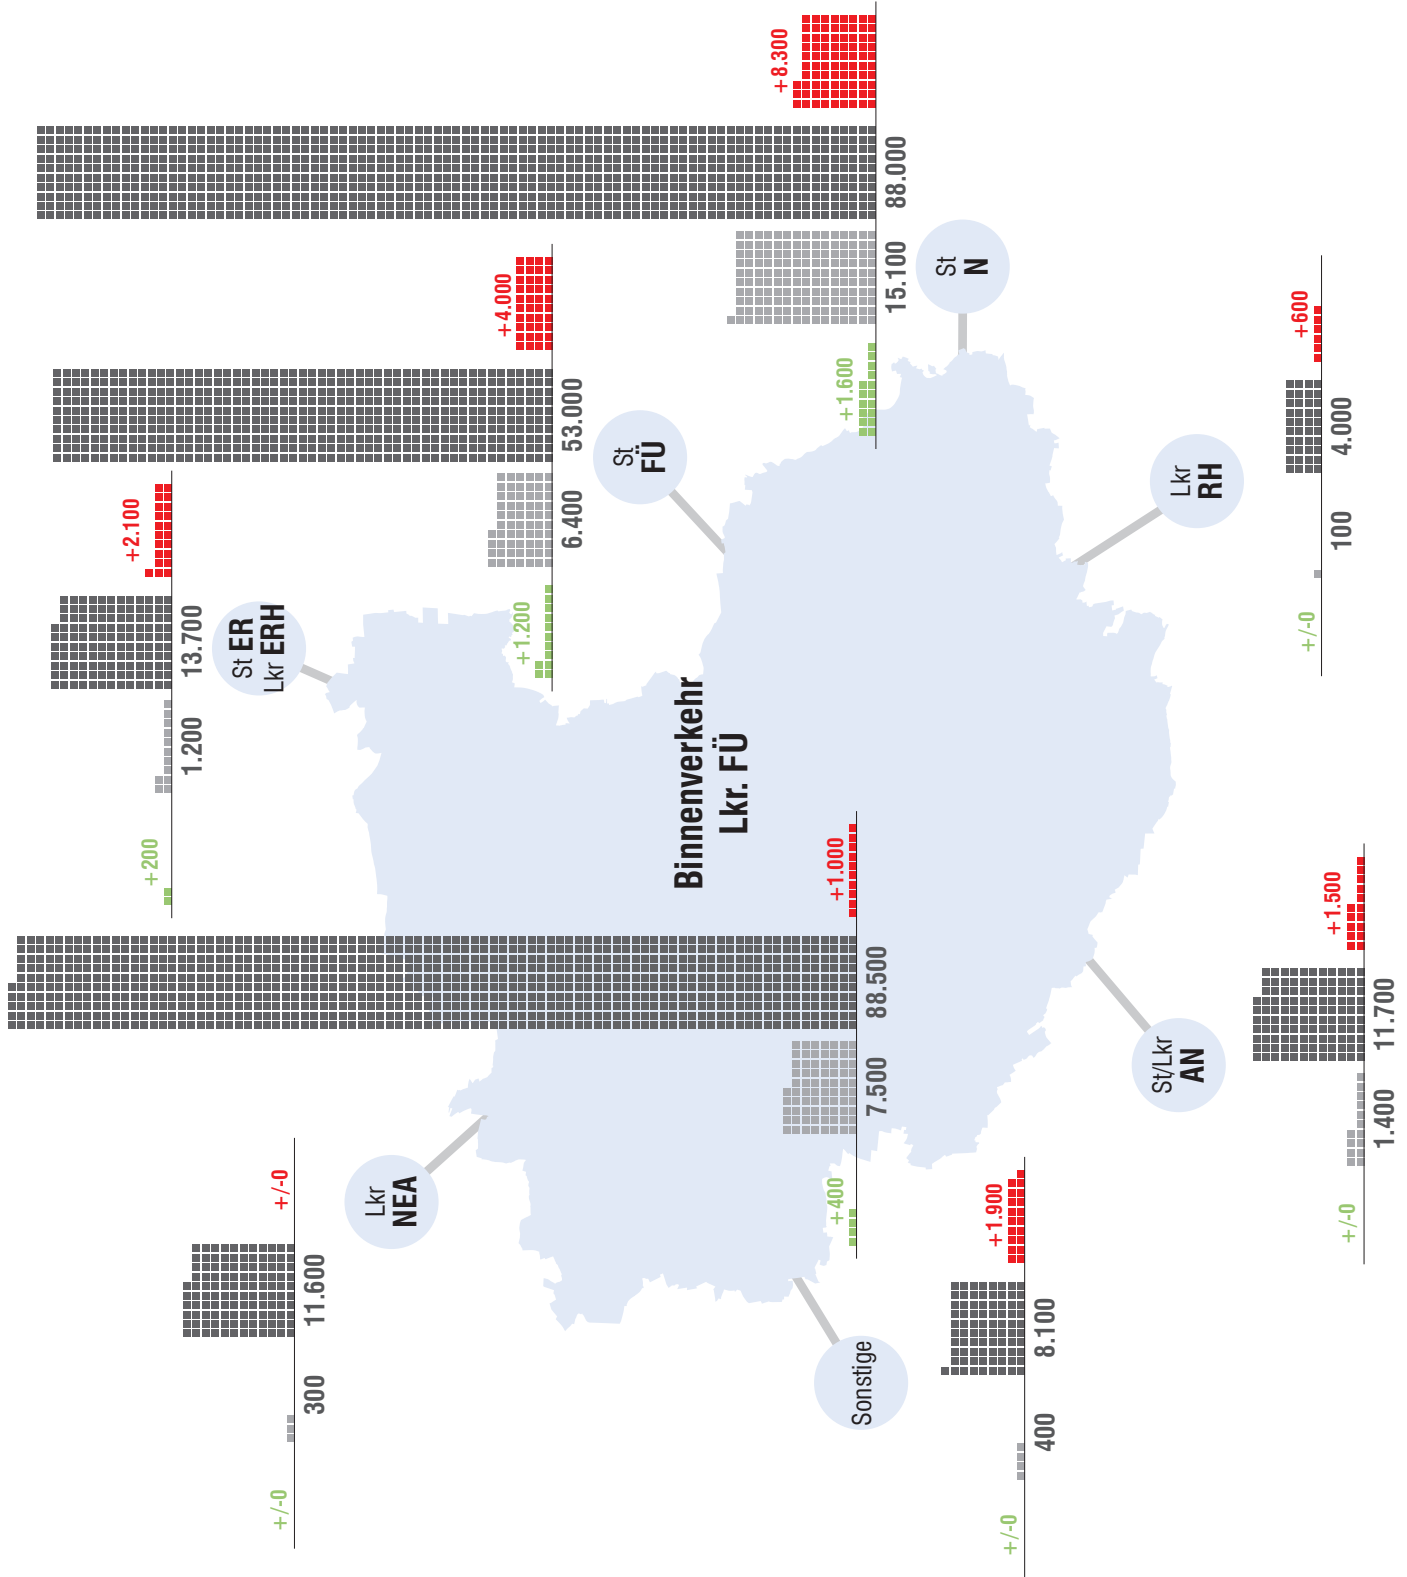 +200
1.200
13.700
+2.100
St ER
Lkr ERH
+/-0
300
11.600
+/-0
Lkr
NEA
+1.200
6.400
53.000
+4.000
St
FÜ
Binnenverkehr
Lkr. FÜ
+400
7.500
88.500
+1.000
+1.600
15.100
88.000
+8.300
St
N
Sonstige
+/-0
400
8.100
+1.900
St/Lkr
AN
+/-0
1.400
11.700
+1.500
Lkr
RH
+/-0
100
4.000
+600